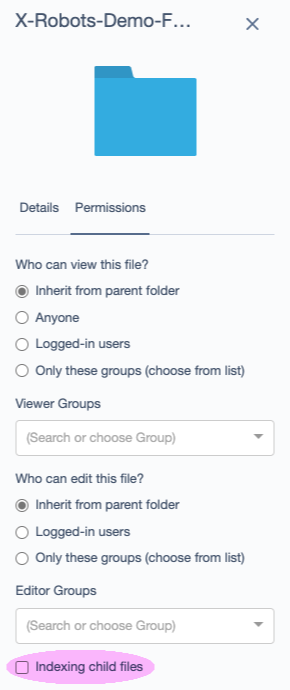 X-Robots-Demo-F...
Details Permissions
Who can view this file?
Inherit from parent folder
Anyone
Logged-in users
Only these groups (choose from list)
Viewer Groups
(Search or choose Group)
Who can edit this file?
Inherit from parent folder
Logged-in users
Only these groups (choose from list)
Editor Groups
(Search or choose Group)
Indexing child files